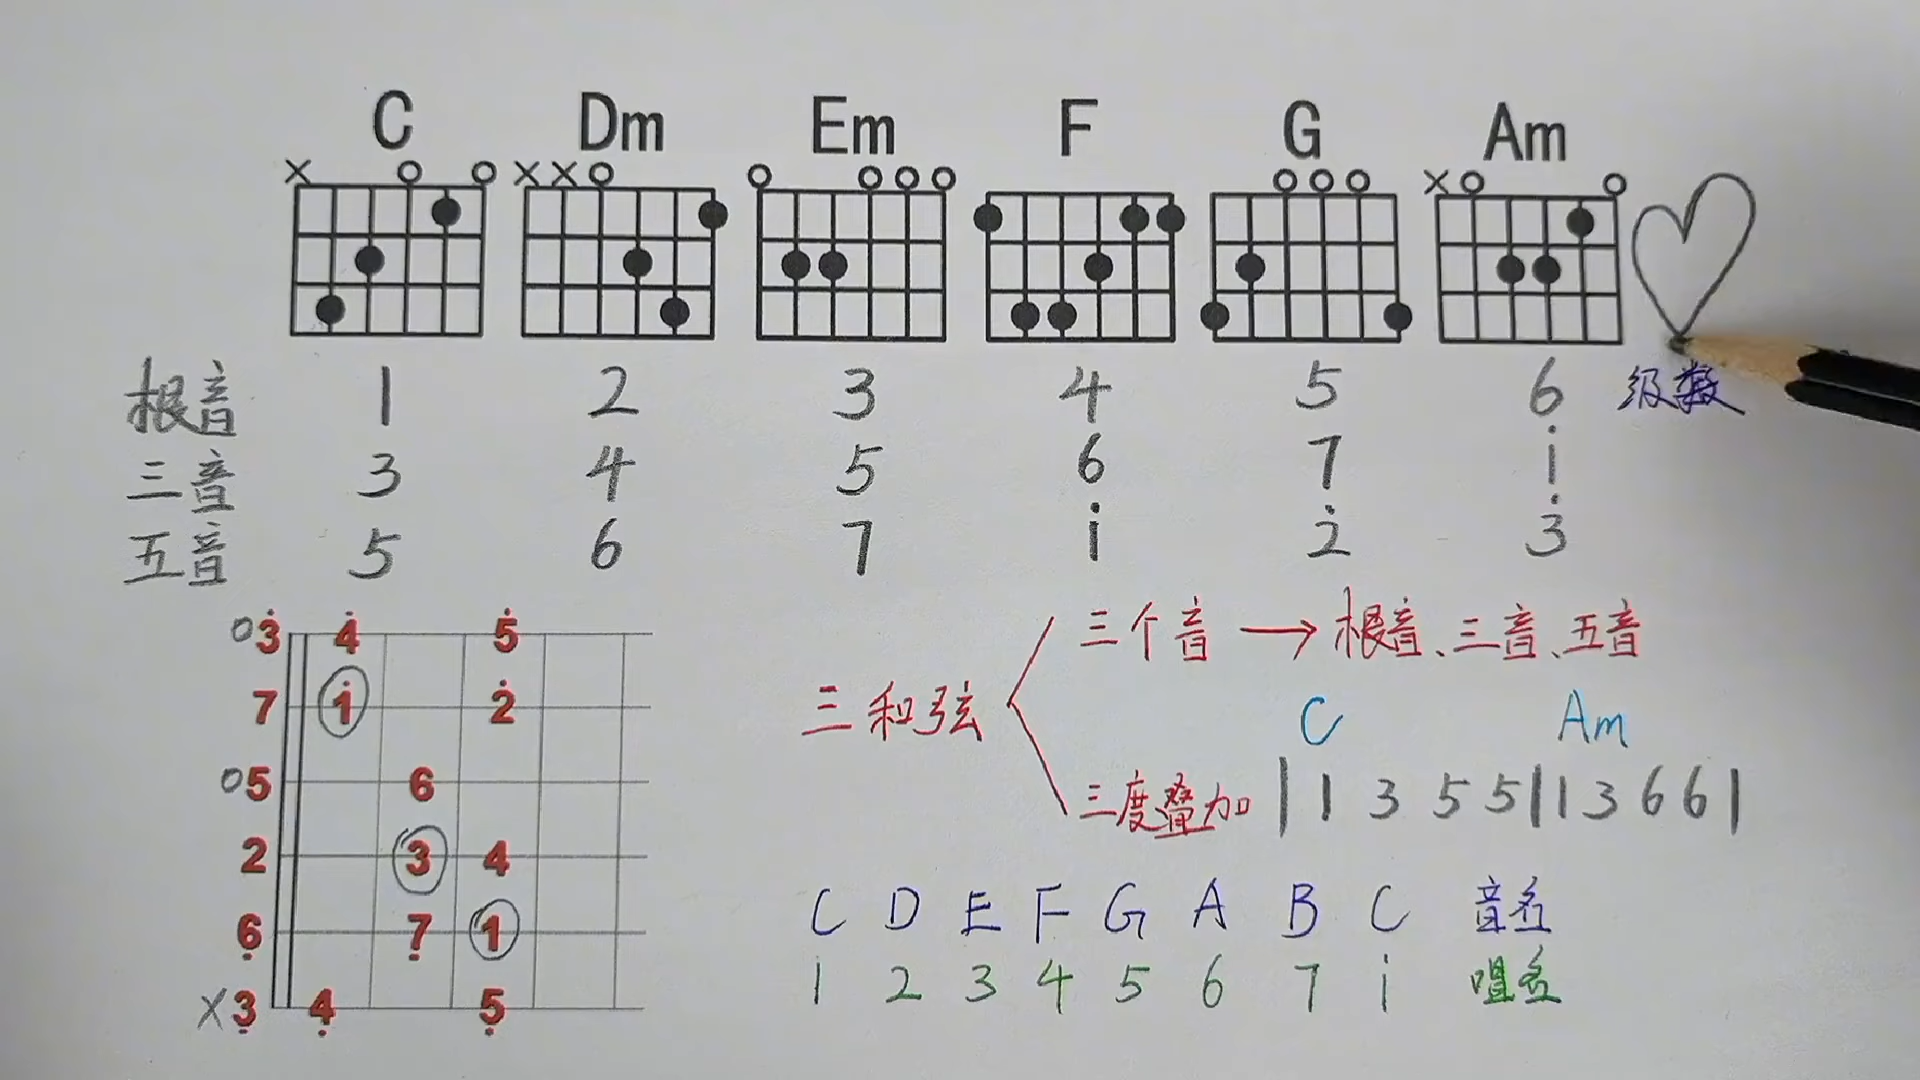 C Dm Em F G Am
× ○ ○ × × ○ ○ ○ ○ ○ ○ ○ ○ × ○ ○
根音 1 2 3 4 5 6 级数
三音 3 4 5 6 7 i̇
五音 5 6 7 i̇ 2̇ 3̇
○ 3̇ 4̇ 5̇
7 1̇ 2̇
○ 5 6
2 3 4
6̣ 7̣ 1
× 3̣ 4̣ 5̣
三和弦
三个音 → 根音、三音、五音
C Am
三度叠加 | 1 3 5 5 | 1 3 6 6 |
C D E F G A B C 音名
1 2 3 4 5 6 7 i̇ 唱名